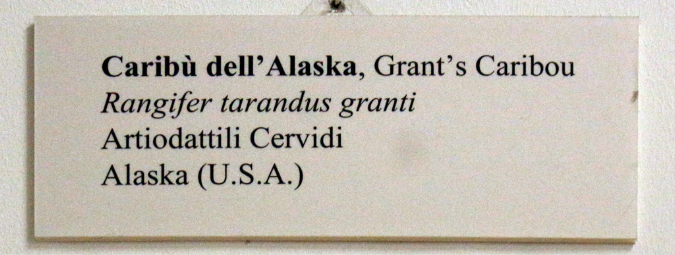 Caribù dell’Alaska, Grant’s Caribou
Rangifer tarandus granti
Artiodattili Cervidi
Alaska (U.S.A.)